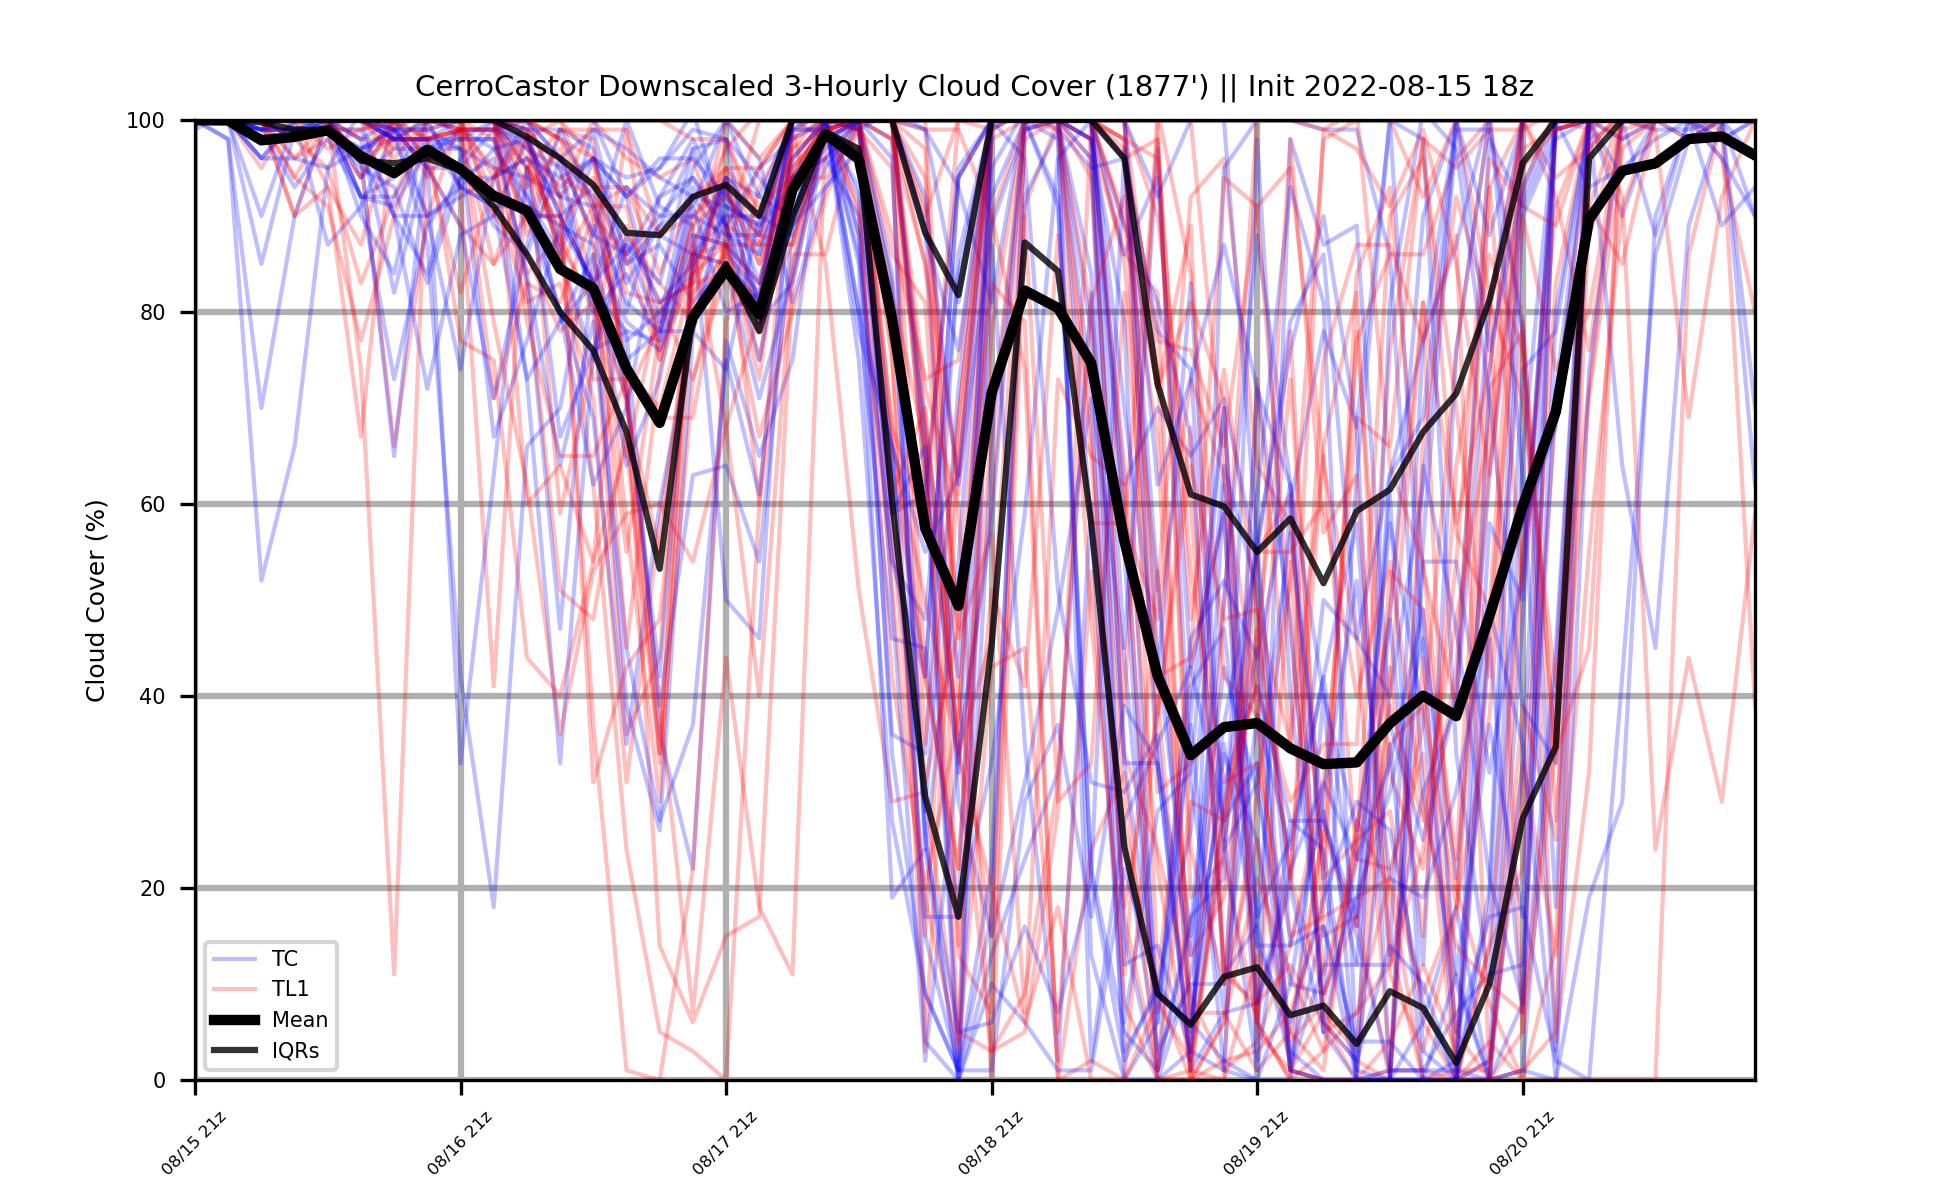 CerroCastor Downscaled 3-Hourly Cloud Cover (1877') || Init 2022-08-15 18z
100
80
60
40
20
0
Cloud Cover (%)
TC
TL1
Mean
IQRs
08/15 21z
08/16 21z
08/17 21z
08/18 21z
08/19 21z
08/20 21z